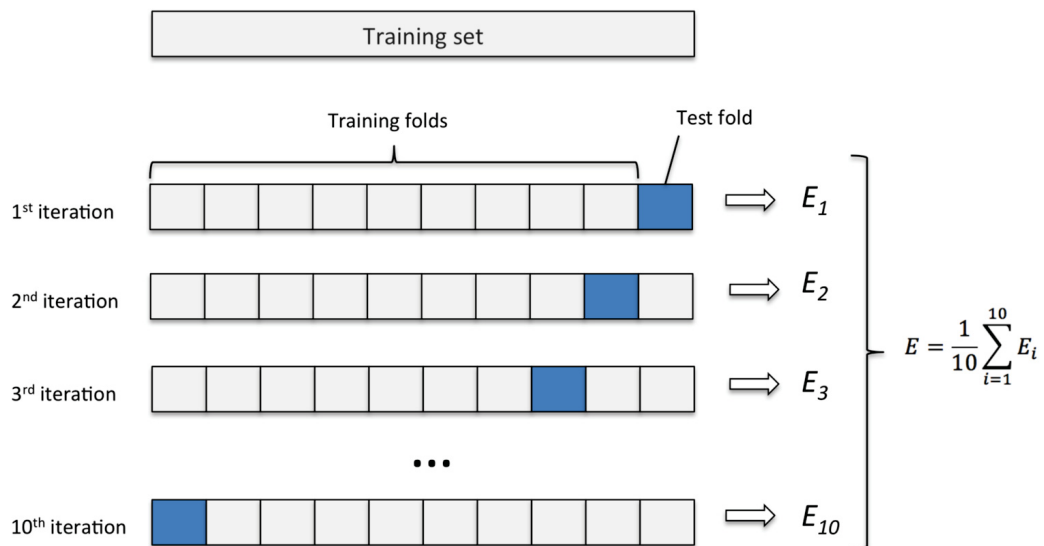 Training set
Training folds
Test fold
1st iteration
E1
2nd iteration
E2
E = 1/10 ∑ i=1 10 Ei
3rd iteration
E3
...
10th iteration
E10